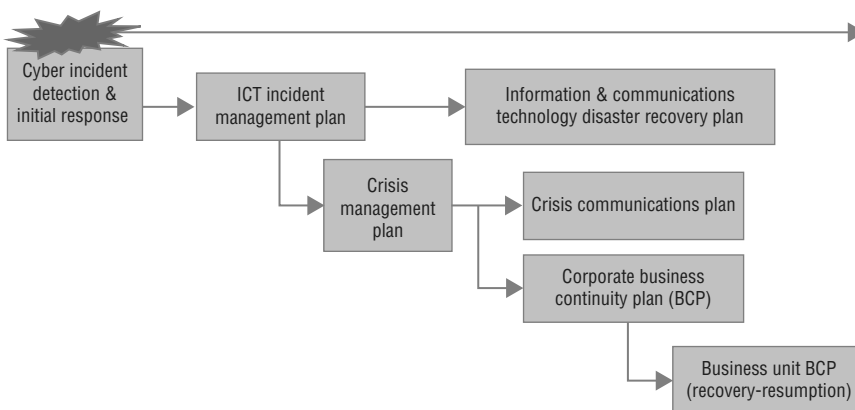 Cyber incident
detection &
initial response
ICT incident
management plan
Information & communications
technology disaster recovery plan
Crisis
management
plan
Crisis communications plan
Corporate business
continuity plan (BCP)
Business unit BCP
(recovery-resumption)